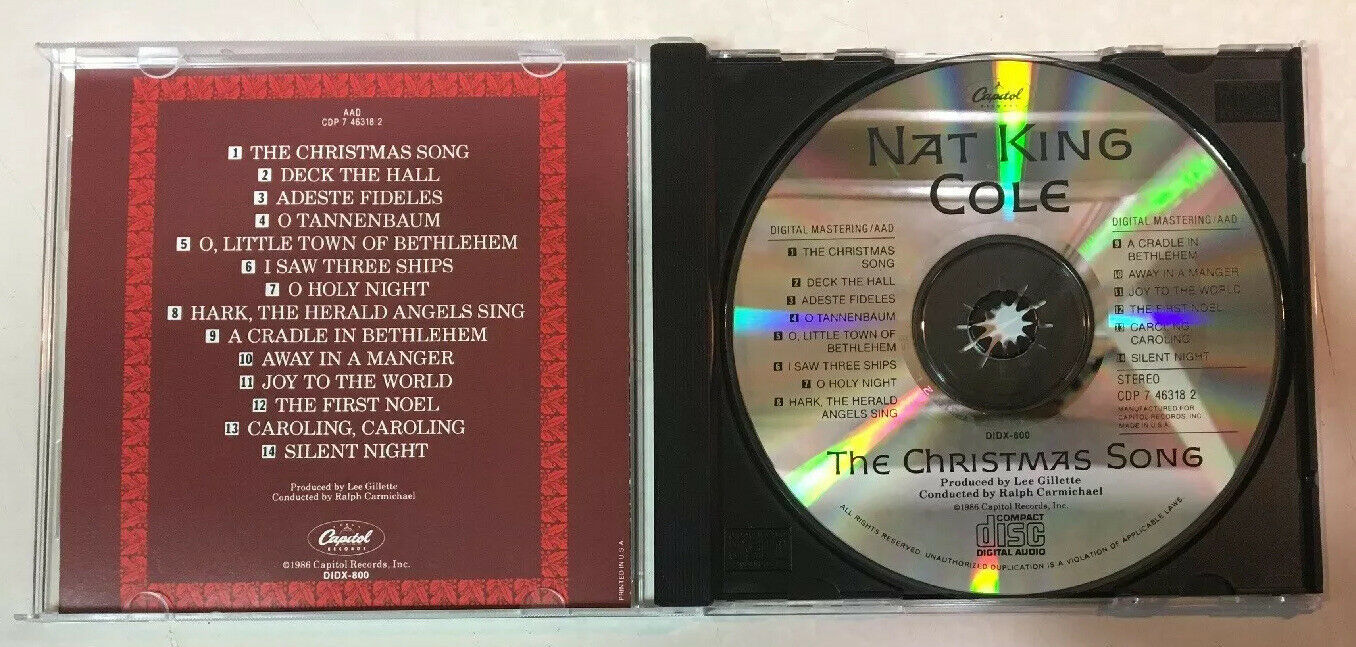 AAD
CDP 7 46318 2
1 THE CHRISTMAS SONG
2 DECK THE HALL
3 ADESTE FIDELES
4 O TANNENBAUM
5 O, LITTLE TOWN OF BETHLEHEM
6 I SAW THREE SHIPS
7 O HOLY NIGHT
8 HARK, THE HERALD ANGELS SING
9 A CRADLE IN BETHLEHEM
10 AWAY IN A MANGER
11 JOY TO THE WORLD
12 THE FIRST NOEL
13 CAROLING, CAROLING
14 SILENT NIGHT
Produced by Lee Gillette
Conducted by Ralph Carmichael
Capitol
RECORDS
©1986 Capitol Records, Inc.
DIDX-800
PRINTED IN U.S.A.
Capitol
RECORDS
NAT KING
COLE
DIGITAL MASTERING/AAD
1 THE CHRISTMAS
SONG
2 DECK THE HALL
3 ADESTE FIDELES
4 O TANNENBAUM
5 O, LITTLE TOWN OF
BETHLEHEM
6 I SAW THREE SHIPS
7 O HOLY NIGHT
8 HARK, THE HERALD
ANGELS SING
DIGITAL MASTERING/AAD
9 A CRADLE IN
BETHLEHEM
10 AWAY IN A MANGER
11 JOY TO THE WORLD
12 THE FIRST NOEL
13 CAROLING,
CAROLING
14 SILENT NIGHT
STEREO
CDP 7 46318 2
MANUFACTURED FOR
CAPITOL RECORDS, INC.
MADE IN U.S.A.
DIDX-800
THE CHRISTMAS SONG
Produced by Lee Gillette
Conducted by Ralph Carmichael
©1986 Capitol Records, Inc.
COMPACT
disc
DIGITAL AUDIO
ALL RIGHTS RESERVED. UNAUTHORIZED DUPLICATION IS A VIOLATION OF APPLICABLE LAWS.